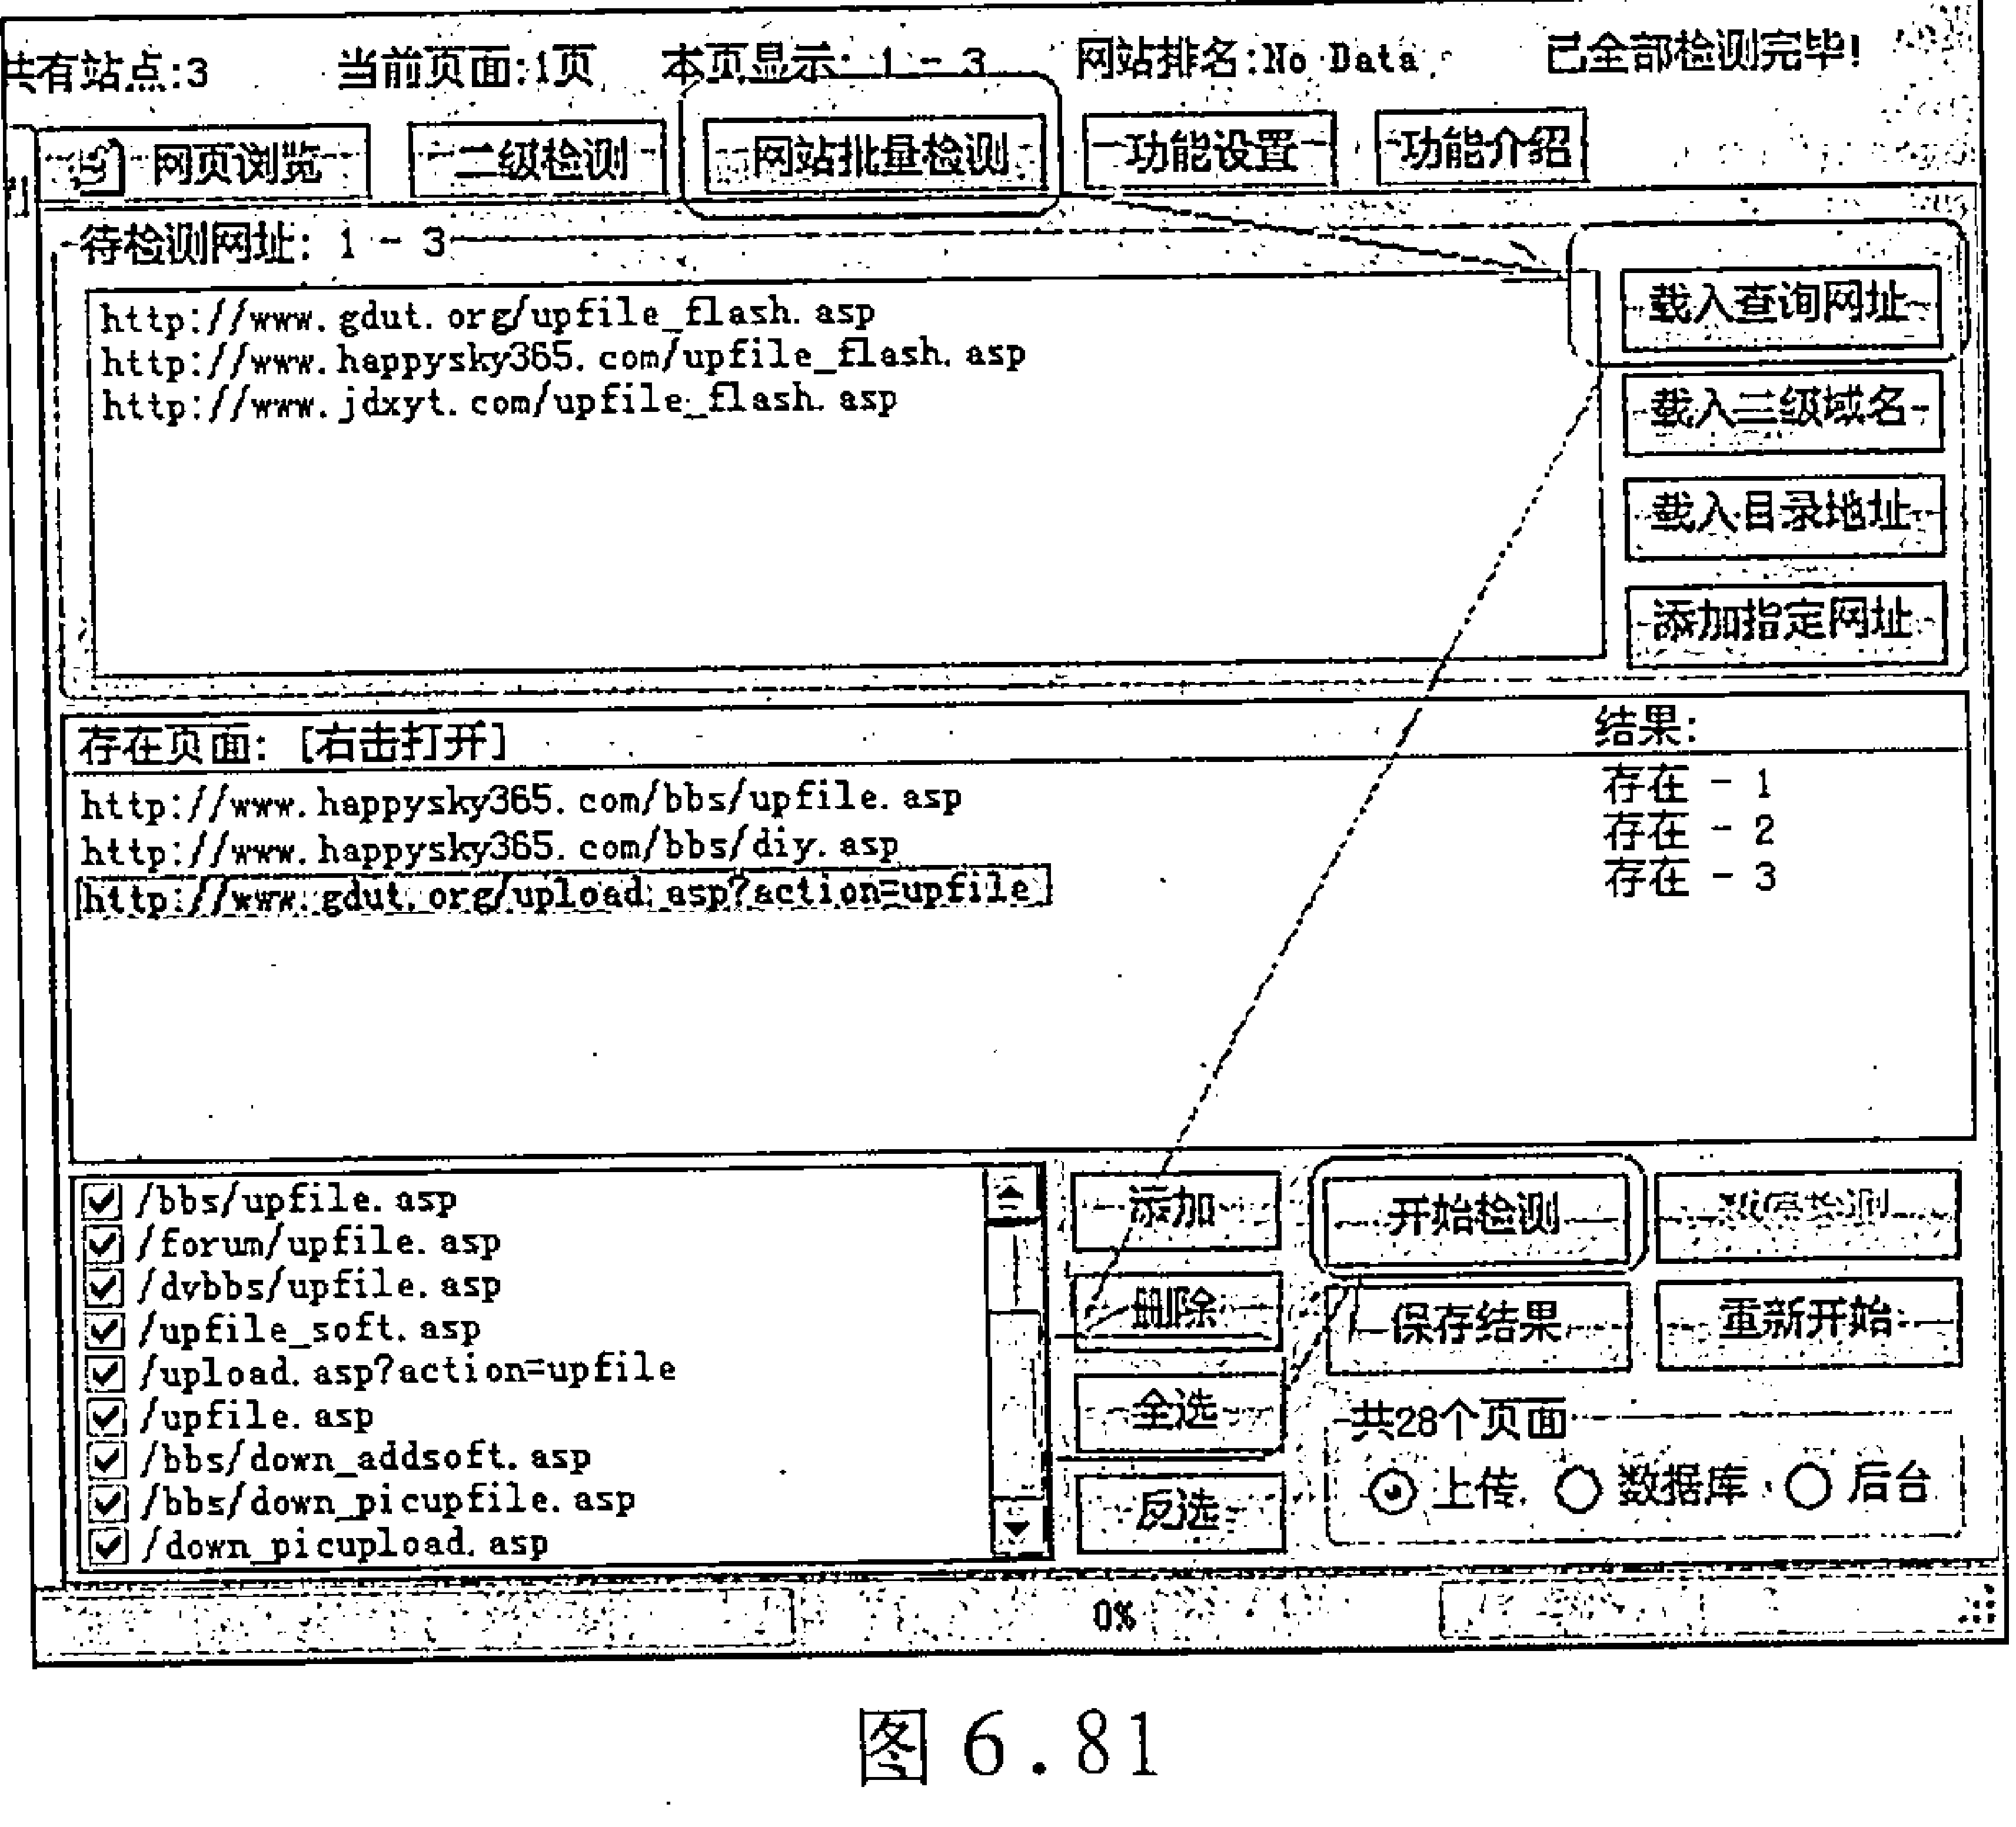 共有站点:3 当前页面:1页 本页显示: 1 - 3 网站排名:No Data 已全部检测完毕!
网页浏览 二级检测 网站批量检测 功能设置 功能介绍
待检测网址: 1 - 3
http://www.gdut.org/upfile_flash.asp
http://www.happysky365.com/upfile_flash.asp
http://www.jdxyt.com/upfile_flash.asp
载入查询网址
载入二级域名
载入目录地址
添加指定网址
存在页面: [右击打开] 结果:
http://www.happysky365.com/bbs/upfile.asp 存在 - 1
http://www.happysky365.com/bbs/diy.asp 存在 - 2
http://www.gdut.org/upload.asp?action=upfile 存在 - 3
/bbs/upfile.asp
/forum/upfile.asp
/dvbbs/upfile.asp
/upfile_soft.asp
/upload.asp?action=upfile
/upfile.asp
/bbs/down_addsoft.asp
/bbs/down_picupfile.asp
/down_picupload.asp
添加
删除
全选
反选
开始检测 检测
保存结果 重新开始
共28个页面
上传 数据库 后台
0%
图 6.81